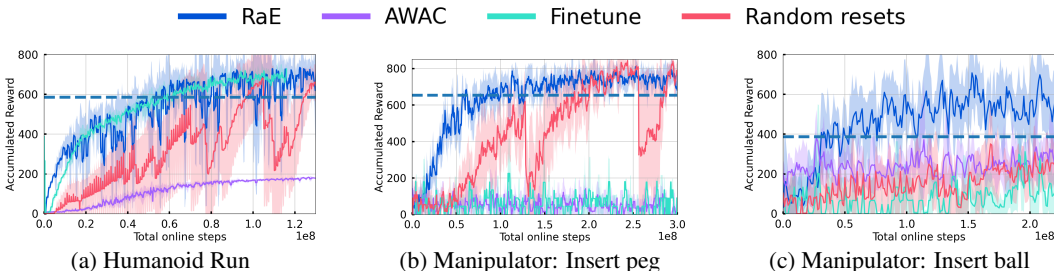 RaE AWAC Finetune Random resets
Accumulated Reward
800
600
400
200
0
0.0 0.2 0.4 0.6 0.8 1.0 1.2
Total online steps 1e8
(a) Humanoid Run
Accumulated Reward
800
600
400
200
0
0.0 0.5 1.0 1.5 2.0 2.5 3.0
Total online steps 1e8
(b) Manipulator: Insert peg
Accumulated Reward
800
600
400
200
0
0.0 0.5 1.0 1.5 2.0
Total online steps 1e8
(c) Manipulator: Insert ball